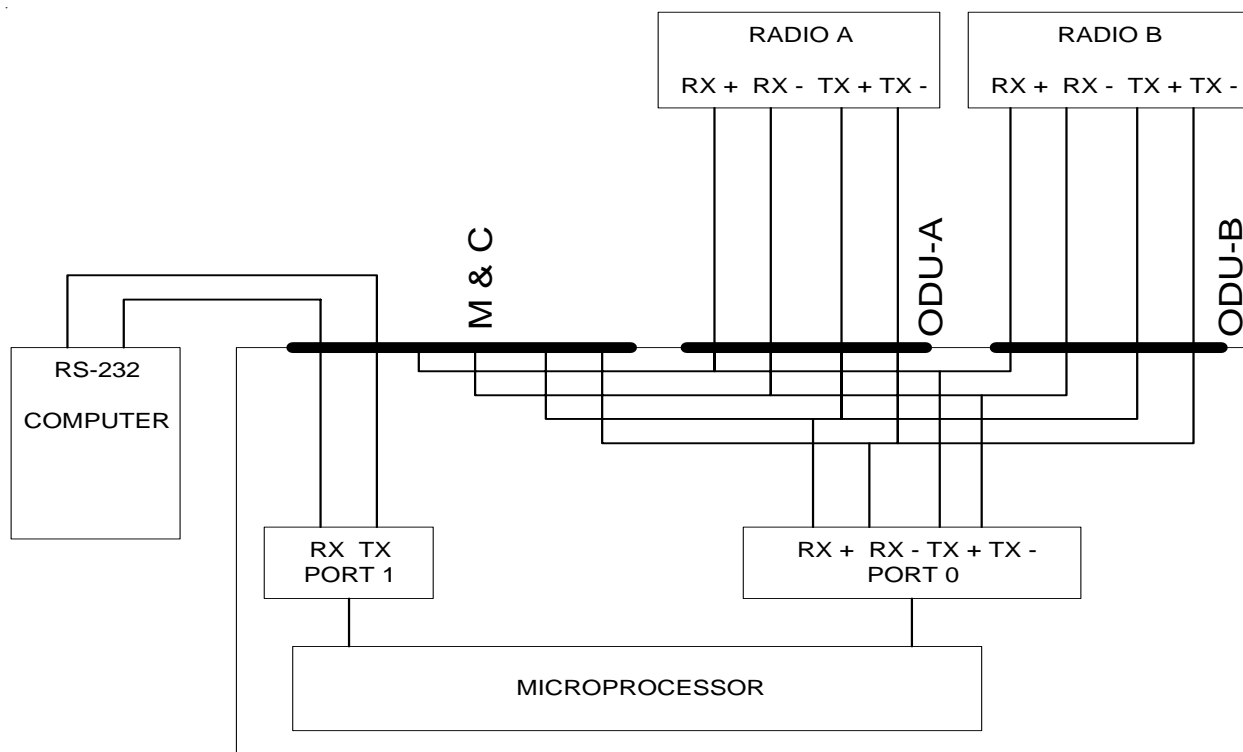 RADIO A
RX + RX - TX + TX -
RADIO B
RX + RX - TX + TX -
M & C
ODU-A
ODU-B
RS-232
COMPUTER
RX TX
PORT 1
RX + RX - TX + TX -
PORT 0
MICROPROCESSOR